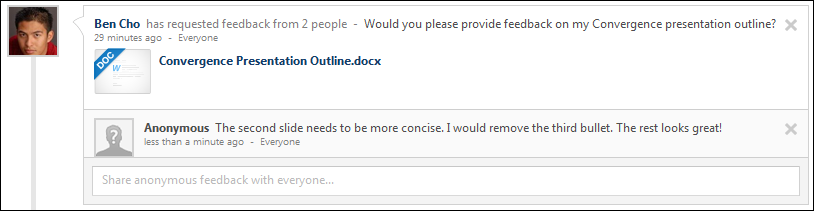 Ben Cho has requested feedback from 2 people - Would you please provide feedback on my Convergence presentation outline?
29 minutes ago - Everyone
DOC
W
Convergence Presentation Outline.docx
?
Anonymous The second slide needs to be more concise. I would remove the third bullet. The rest looks great!
less than a minute ago - Everyone
Share anonymous feedback with everyone...